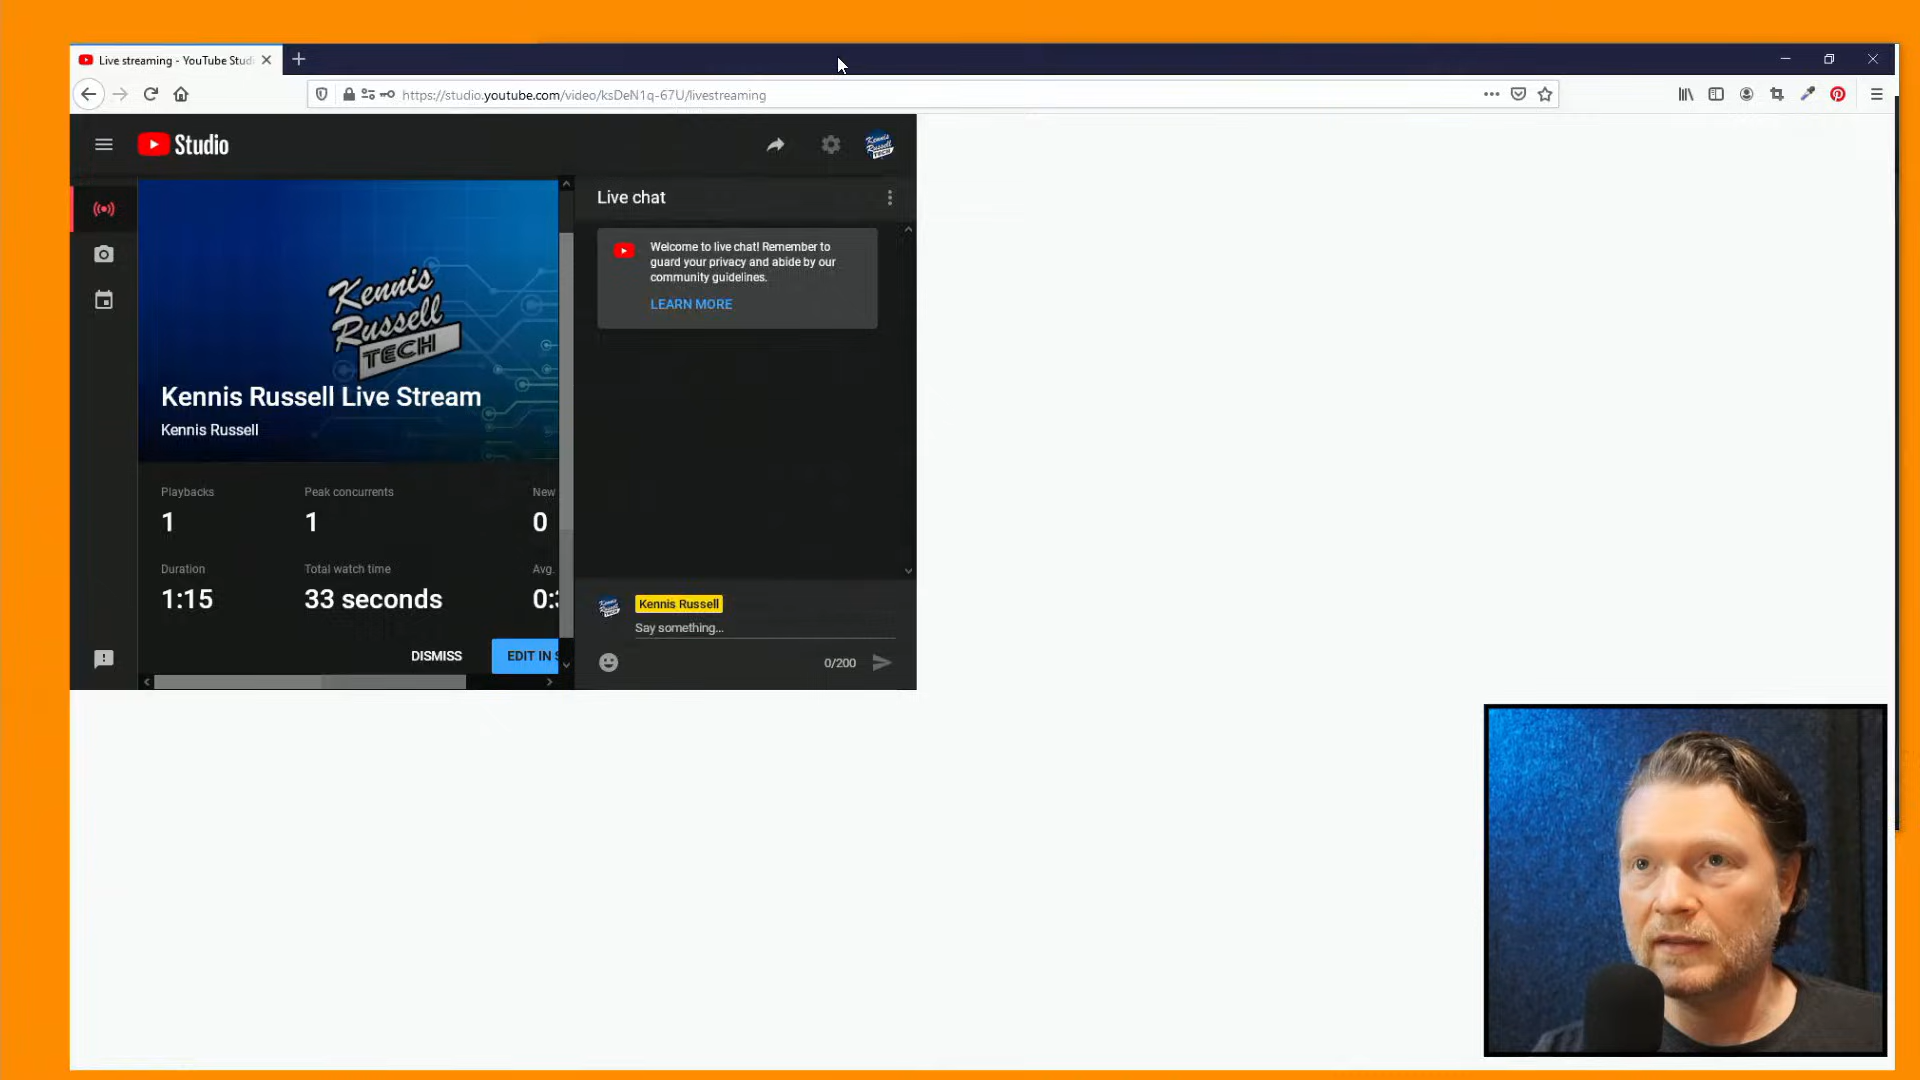 Live streaming - YouTube Studi
https://studio.youtube.com/video/ksDeN1q-67U/livestreaming
Studio
Kennis
Russell
TECH
Kennis Russell Live Stream
Kennis Russell
Playbacks
Peak concurrents
New
1
1
0
Duration
Total watch time
Avg.
1:15
33 seconds
0:3
DISMISS
EDIT IN S
Live chat
Welcome to live chat! Remember to
guard your privacy and abide by our
community guidelines.
LEARN MORE
Kennis Russell
Say something...
0/200